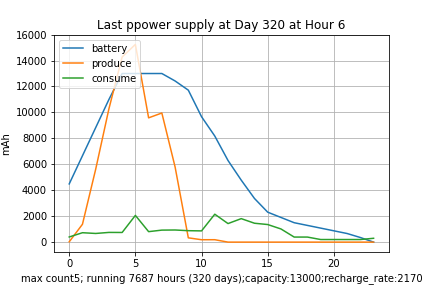 Last ppower supply at Day 320 at Hour 6
16000
14000
12000
10000
8000
6000
4000
2000
0
mAh
battery
produce
consume
0 5 10 15 20
max count5; running 7687 hours (320 days);capacity:13000;recharge_rate:2170